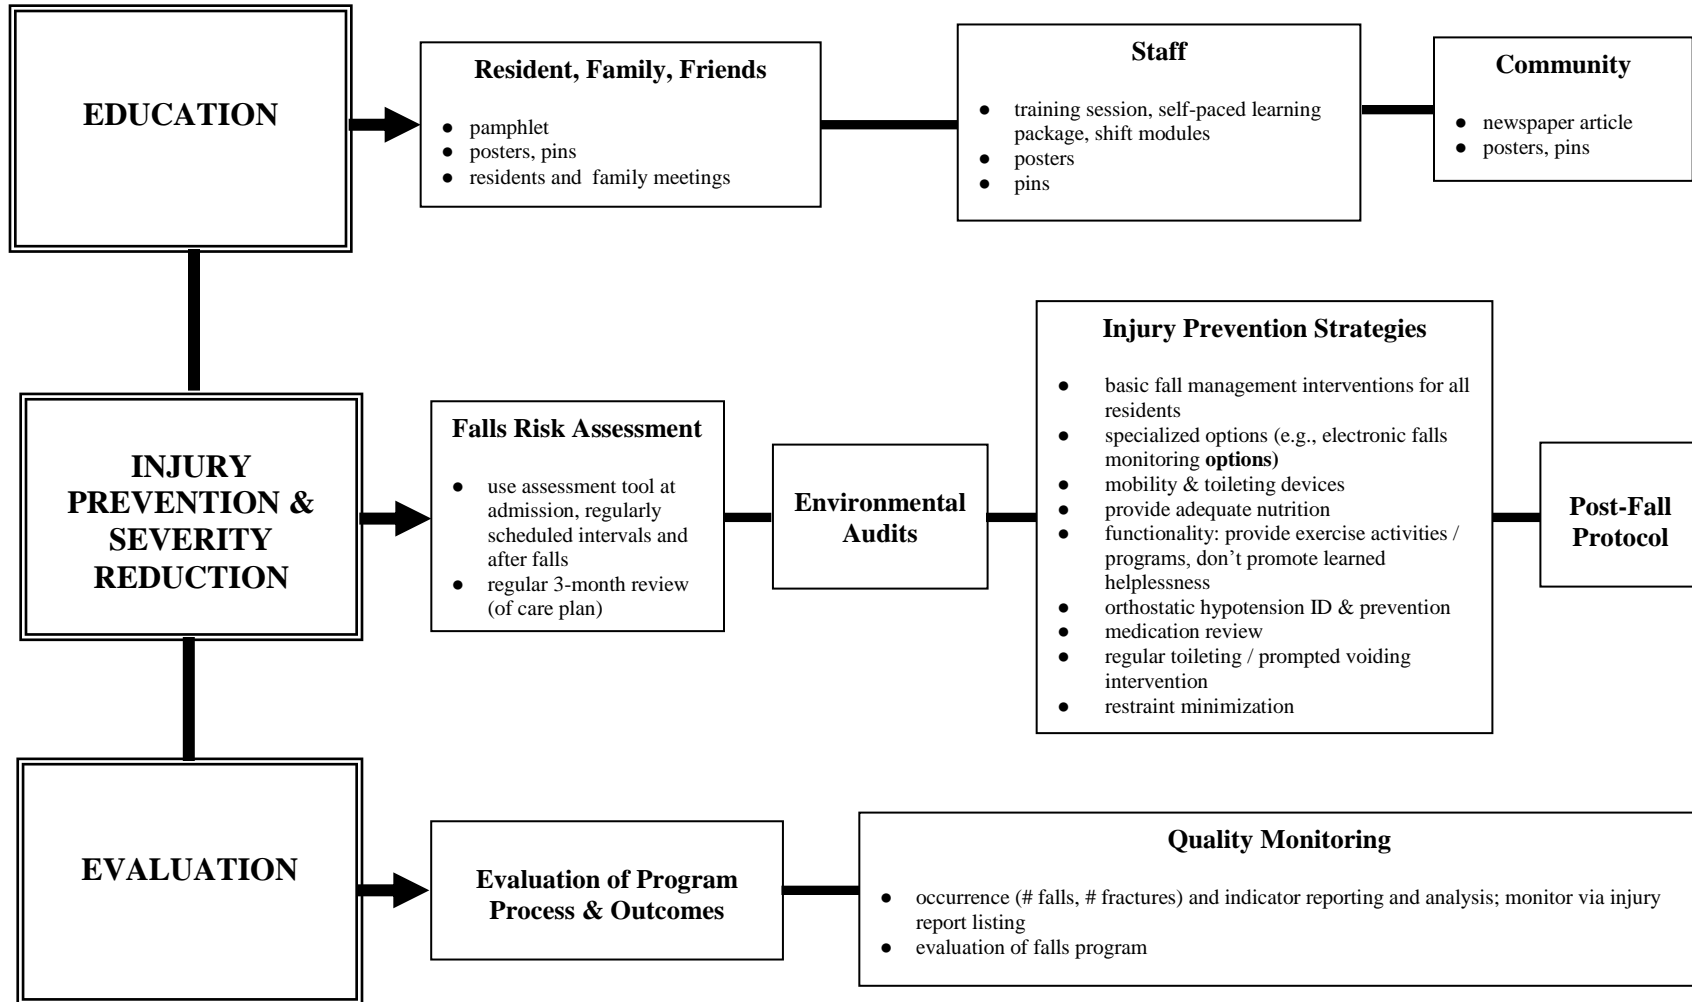 EDUCATION
Resident, Family, Friends
● pamphlet
● posters, pins
● residents and family meetings
Staff
● training session, self-paced learning
package, shift modules
● posters
● pins
Community
● newspaper article
● posters, pins
INJURY
PREVENTION &
SEVERITY
REDUCTION
Falls Risk Assessment
● use assessment tool at
admission, regularly
scheduled intervals and
after falls
● regular 3-month review
(of care plan)
Environmental
Audits
Injury Prevention Strategies
● basic fall management interventions for all
residents
● specialized options (e.g., electronic falls
monitoring options)
● mobility & toileting devices
● provide adequate nutrition
● functionality: provide exercise activities /
programs, don’t promote learned
helplessness
● orthostatic hypotension ID & prevention
● medication review
● regular toileting / prompted voiding
intervention
● restraint minimization
Post-Fall
Protocol
EVALUATION
Evaluation of Program
Process & Outcomes
Quality Monitoring
● occurrence (# falls, # fractures) and indicator reporting and analysis; monitor via injury
report listing
● evaluation of falls program